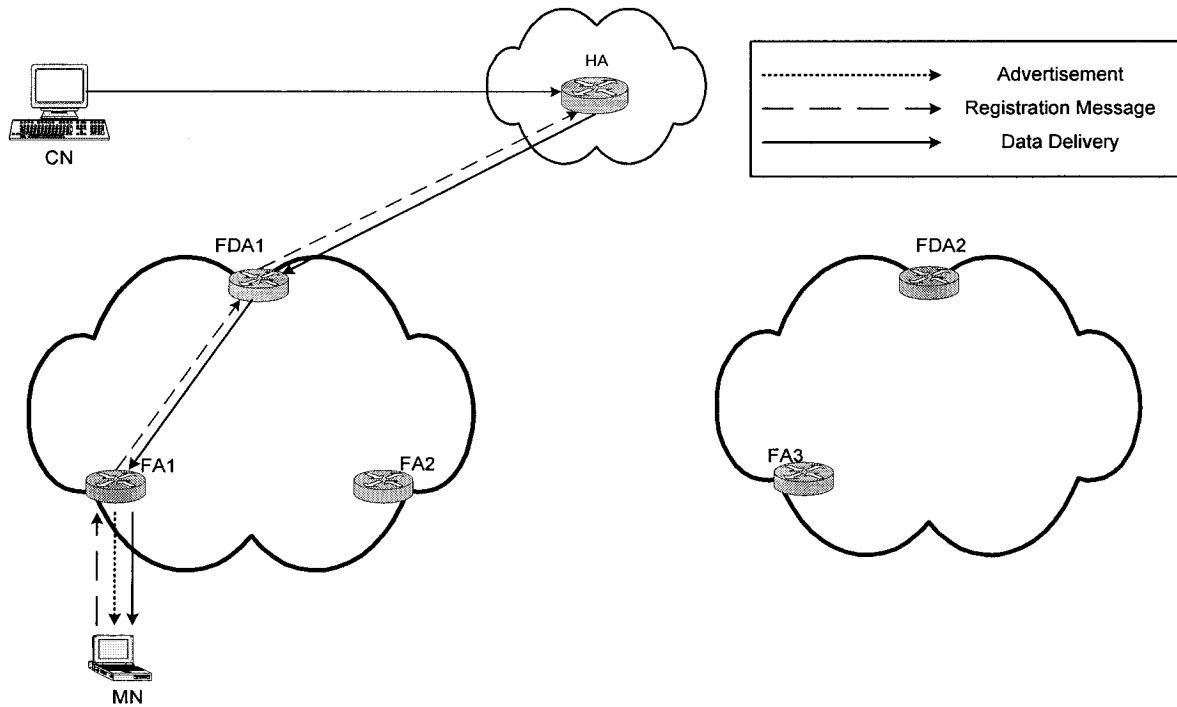 HA
Advertisement
Registration Message
Data Delivery
CN
FDA1
FDA2
FA1
FA2
FA3
MN